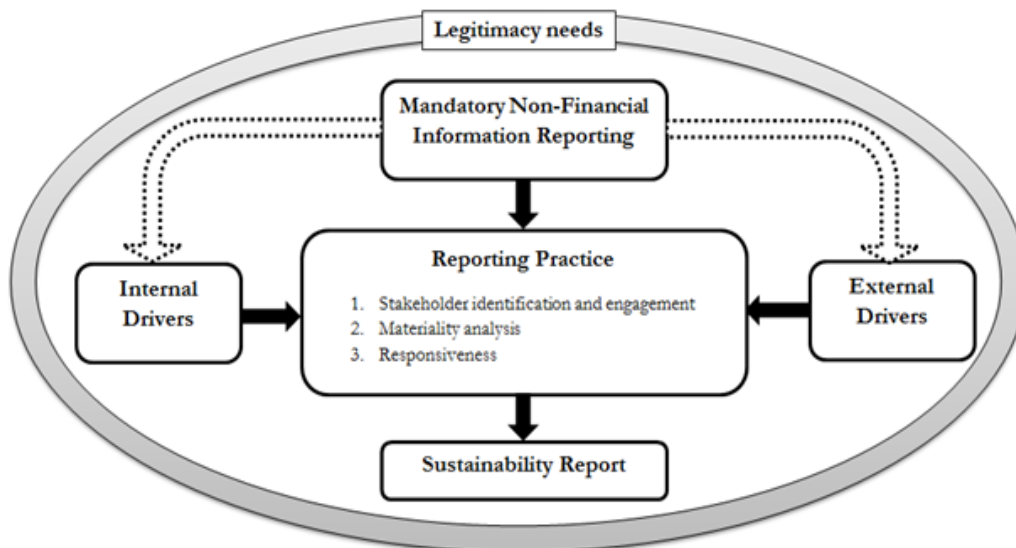 Legitimacy needs
Mandatory Non-Financial
Information Reporting
Reporting Practice
1. Stakeholder identification and engagement
2. Materiality analysis
3. Responsiveness
Internal
Drivers
External
Drivers
Sustainability Report